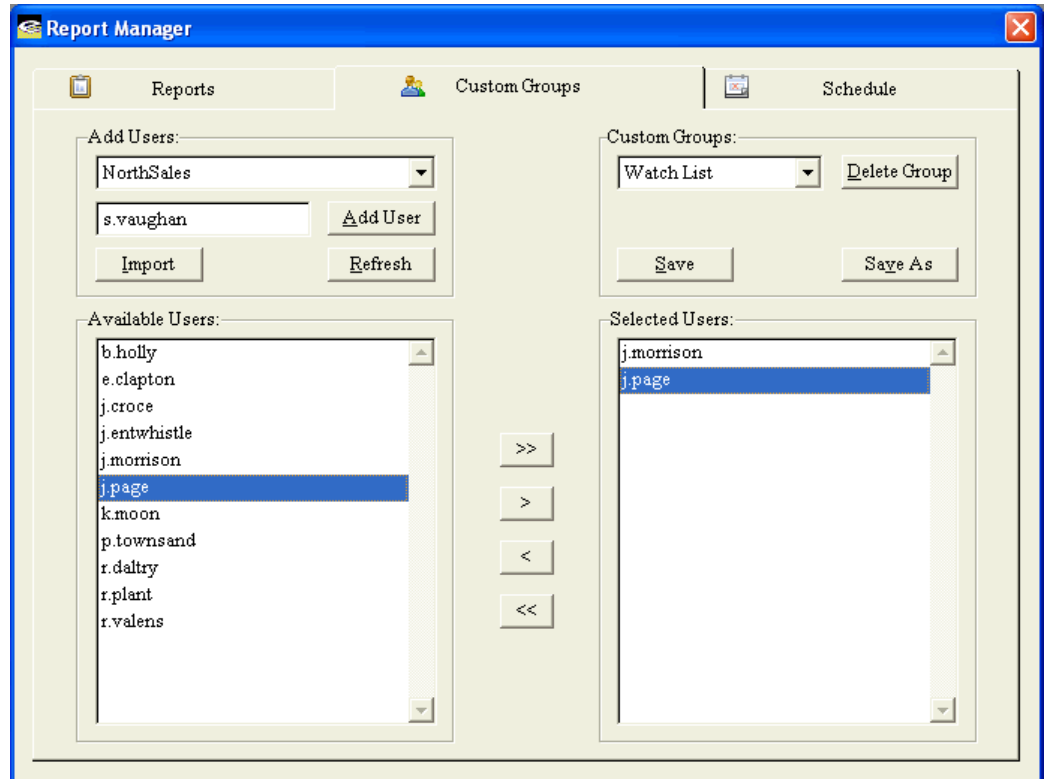 Report Manager
Reports Custom Groups Schedule
Add Users:
NorthSales
s.vaughan Add User
Import Refresh
Custom Groups:
Watch List Delete Group
Save Save As
Available Users:
b.holly
e.clapton
j.croce
j.entwhistle
j.morrison
j.page
k.moon
p.townsand
r.daltry
r.plant
r.valens
>>
>
<
<<
Selected Users:
j.morrison
j.page